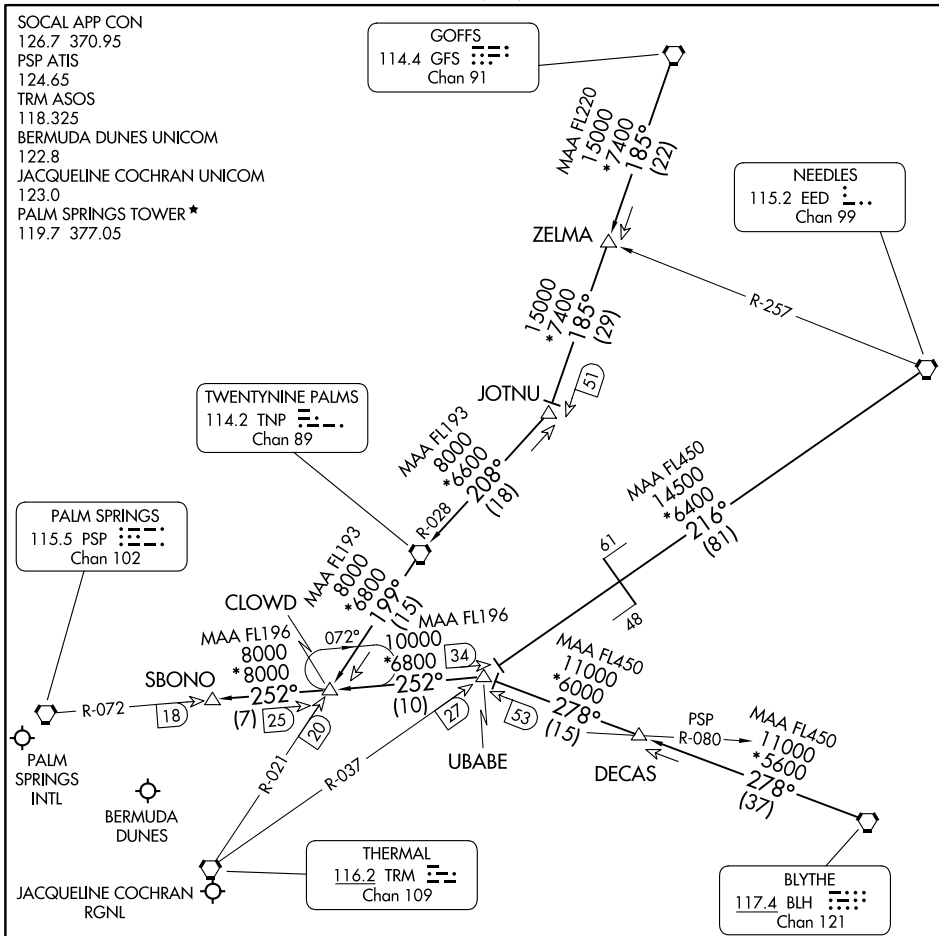 SOCAL APP CON
126.7 370.95
PSP ATIS
124.65
TRM ASOS
118.325
BERMUDA DUNES UNICOM
122.8
JACQUELINE COCHRAN UNICOM
123.0
PALM SPRINGS TOWER★
119.7 377.05
GOFFS
114.4 GFS
Chan 91
MAA FL220
15000
*7400
185°
(22)
NEEDLES
115.2 EED
Chan 99
ZELMA
R-257
15000
*7400
185°
(29)
51
JOTNU
TWENTYNINE PALMS
114.2 TNP
Chan 89
MAA FL193
8000
*6600
208°
(18)
R-028
MAA FL450
14500
*6400
216°
(81)
61
48
PALM SPRINGS
115.5 PSP
Chan 102
MAA FL193
8000
*6800
199°
(15)
CLOWD
072°
MAA FL196
10000
*6800
252°
(10)
34
MAA FL196
8000
*8000
252°
(7)
SBONO
R-072
18
25
20
R-021
R-037
27
53
UBABE
MAA FL450
11000
*6000
278°
(15)
PSP
R-080
DECAS
MAA FL450
11000
*5600
278°
(37)
PALM
SPRINGS
INTL
BERMUDA
DUNES
THERMAL
116.2 TRM
Chan 109
JACQUELINE COCHRAN
RGNL
BLYTHE
117.4 BLH
Chan 121